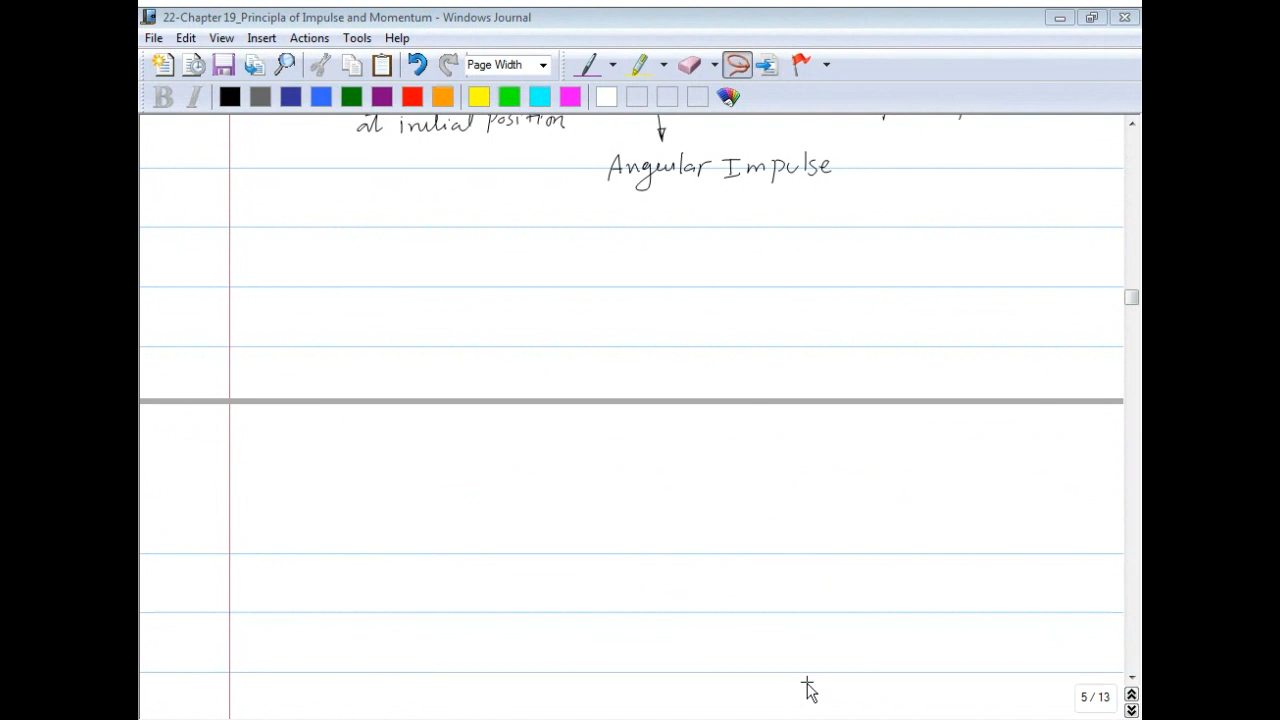 22-Chapter 19_Principla of Impulse and Momentum - Windows Journal
File Edit View Insert Actions Tools Help
Page Width
B I
at initial position
Angular Impulse
5 / 13